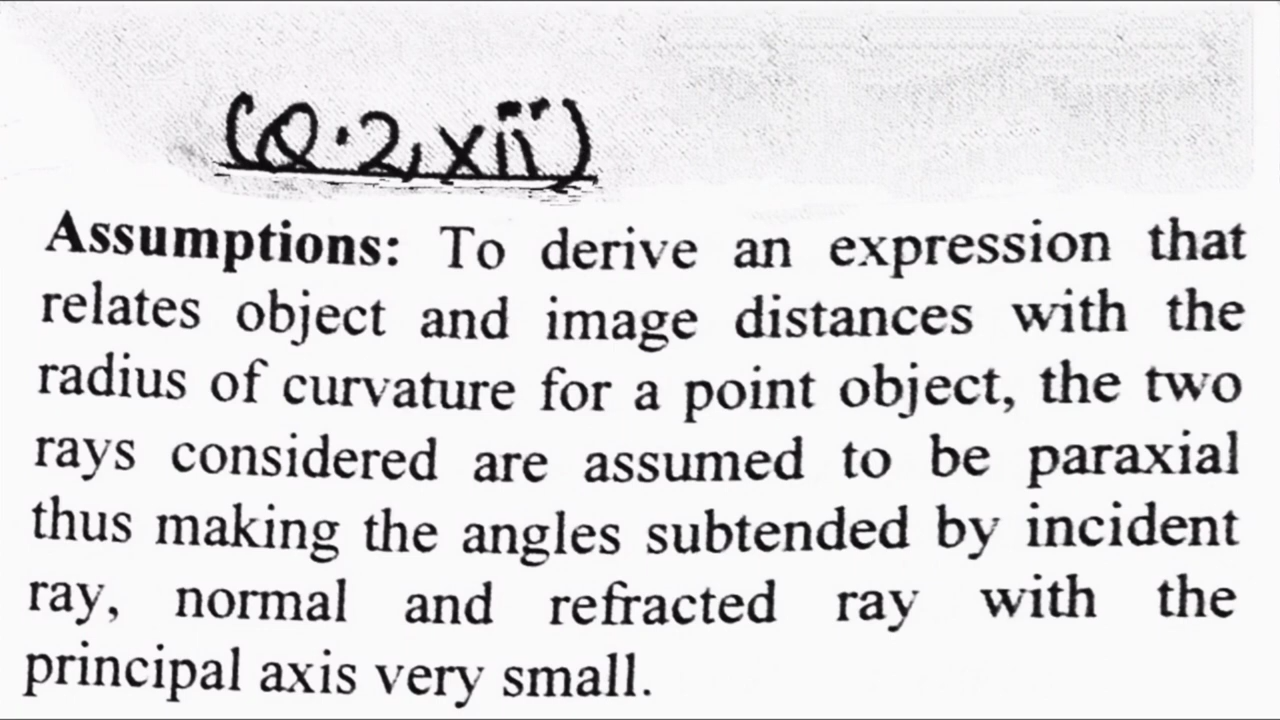 (Q.2, xii)
Assumptions: To derive an expression that
relates object and image distances with the
radius of curvature for a point object, the two
rays considered are assumed to be paraxial
thus making the angles subtended by incident
ray, normal and refracted ray with the
principal axis very small.